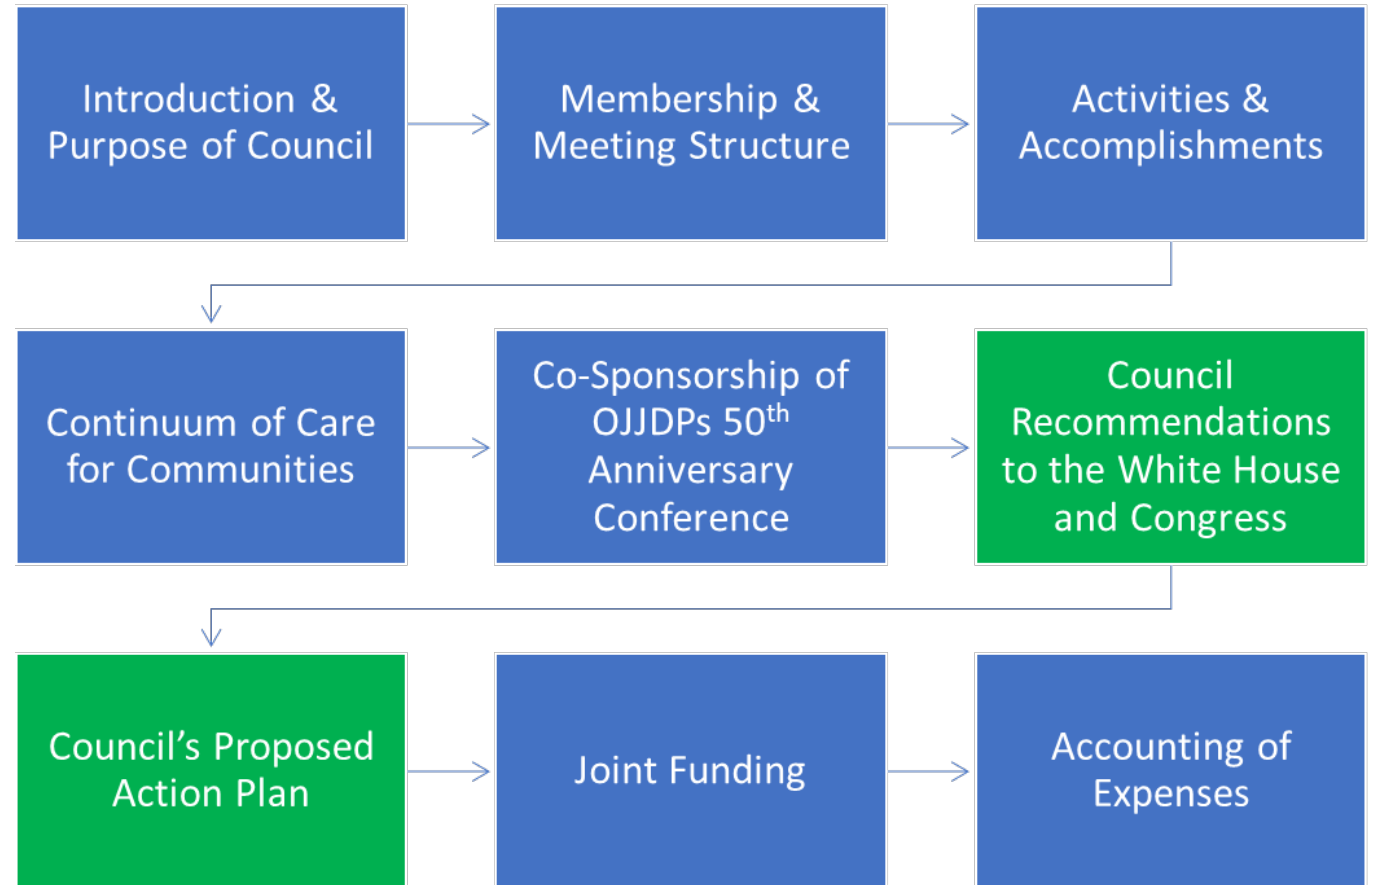 Introduction &
Purpose of Council
Membership &
Meeting Structure
Activities &
Accomplishments
Continuum of Care
for Communities
Co-Sponsorship of
OJJDPs 50th
Anniversary
Conference
Council
Recommendations
to the White House
and Congress
Council’s Proposed
Action Plan
Joint Funding
Accounting of
Expenses